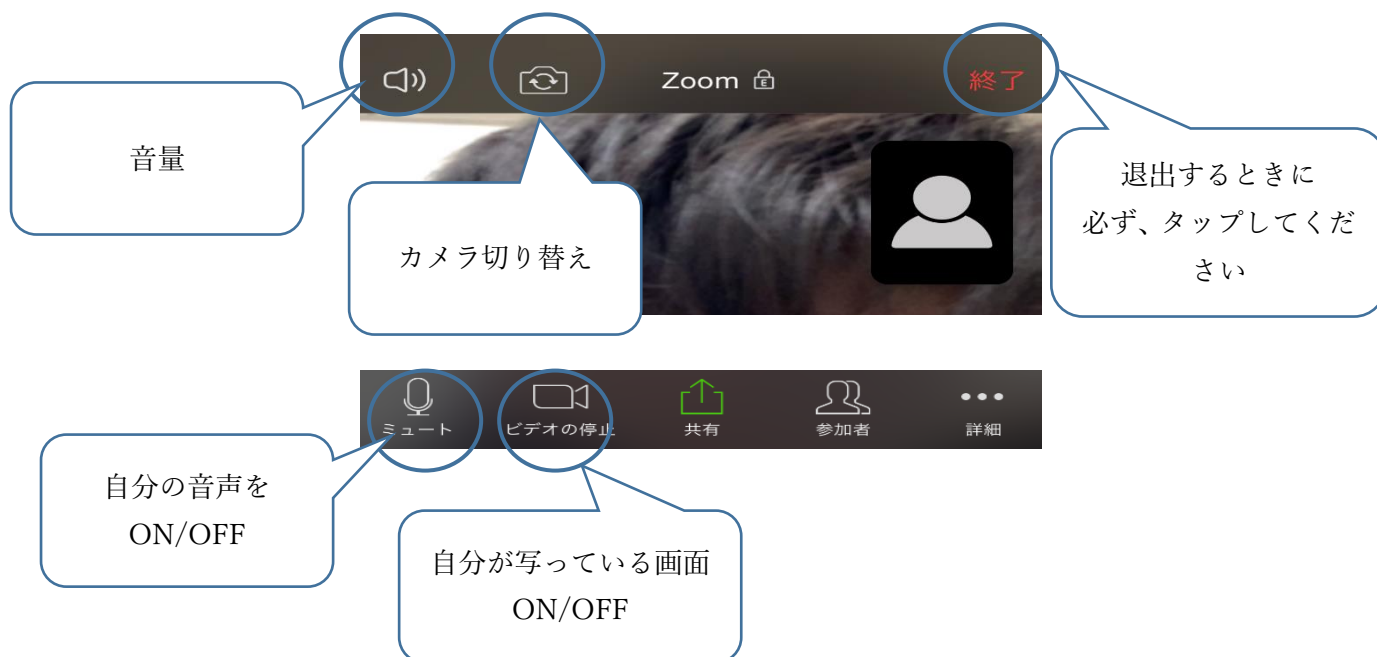 Zoom
終了
音量
カメラ切り替え
退出するときに
必ず、タップしてくだ
さい
ミュート
ビデオの停止
共有
参加者
詳細
自分の音声を
ON/OFF
自分が写っている画面
ON/OFF